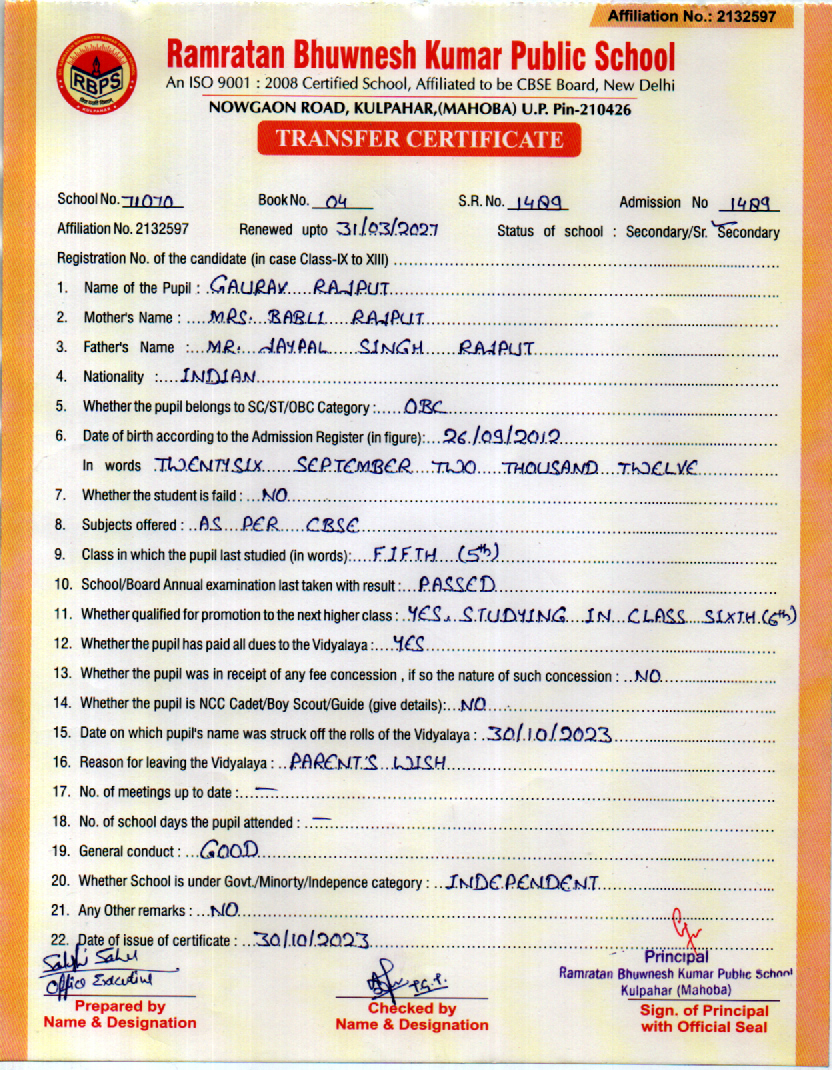 Affiliation No.: 2132597
RBPS
KULPAHAR
Ramratan Bhuwnesh Kumar Public School
An ISO 9001 : 2008 Certified School, Affiliated to be CBSE Board, New Delhi
NOWGAON ROAD, KULPAHAR,(MAHOBA) U.P. Pin-210426
TRANSFER CERTIFICATE
School No. 71070 Book No. 04 S.R. No. 1489 Admission No 1489
Affiliation No. 2132597 Renewed upto 31/03/2027 Status of school : Secondary/Sr. Secondary
Registration No. of the candidate (in case Class-IX to XIII)
1. Name of the Pupil : GAURAV RAJPUT
2. Mother's Name : MRS. BABLI RAJPUT
3. Father's Name : MR. JAYPAL SINGH RAJPUT
4. Nationality : INDIAN
5. Whether the pupil belongs to SC/ST/OBC Category : OBC
6. Date of birth according to the Admission Register (in figure): 26/09/2012
In words TWENTYSIX SEPTEMBER TWO THOUSAND TWELVE
7. Whether the student is faild : NO
8. Subjects offered : AS PER CBSE
9. Class in which the pupil last studied (in words): FIFTH (5th)
10. School/Board Annual examination last taken with result : PASSED
11. Whether qualified for promotion to the next higher class : YES, STUDYING IN CLASS SIXTH (6th)
12. Whether the pupil has paid all dues to the Vidyalaya : YES
13. Whether the pupil was in receipt of any fee concession , if so the nature of such concession : NO
14. Whether the pupil is NCC Cadet/Boy Scout/Guide (give details): NO
15. Date on which pupil's name was struck off the rolls of the Vidyalaya : 30/10/2023
16. Reason for leaving the Vidyalaya : PARENT'S WISH
17. No. of meetings up to date : —
18. No. of school days the pupil attended : —
19. General conduct : GOOD
20. Whether School is under Govt./Minorty/Indepence category : INDEPENDENT
21. Any Other remarks : NO
22. Date of issue of certificate : 30/10/2023
Sahu
Office Executive
P.G.T.
Principal
Ramratan Bhuwnesh Kumar Public School
Kulpahar (Mahoba)
Prepared by
Name & Designation
Checked by
Name & Designation
Sign. of Principal
with Official Seal